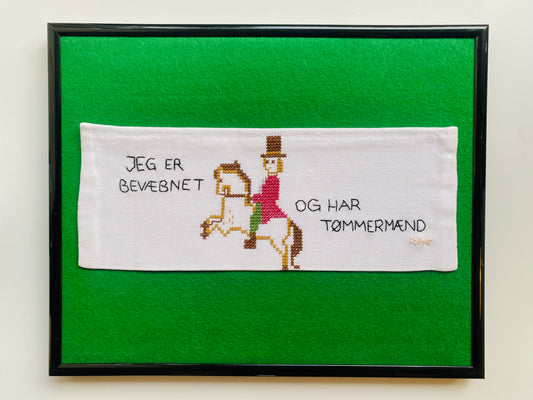 JEG ER
BEVÆBNET
OG HAR
TØMMERMÆND